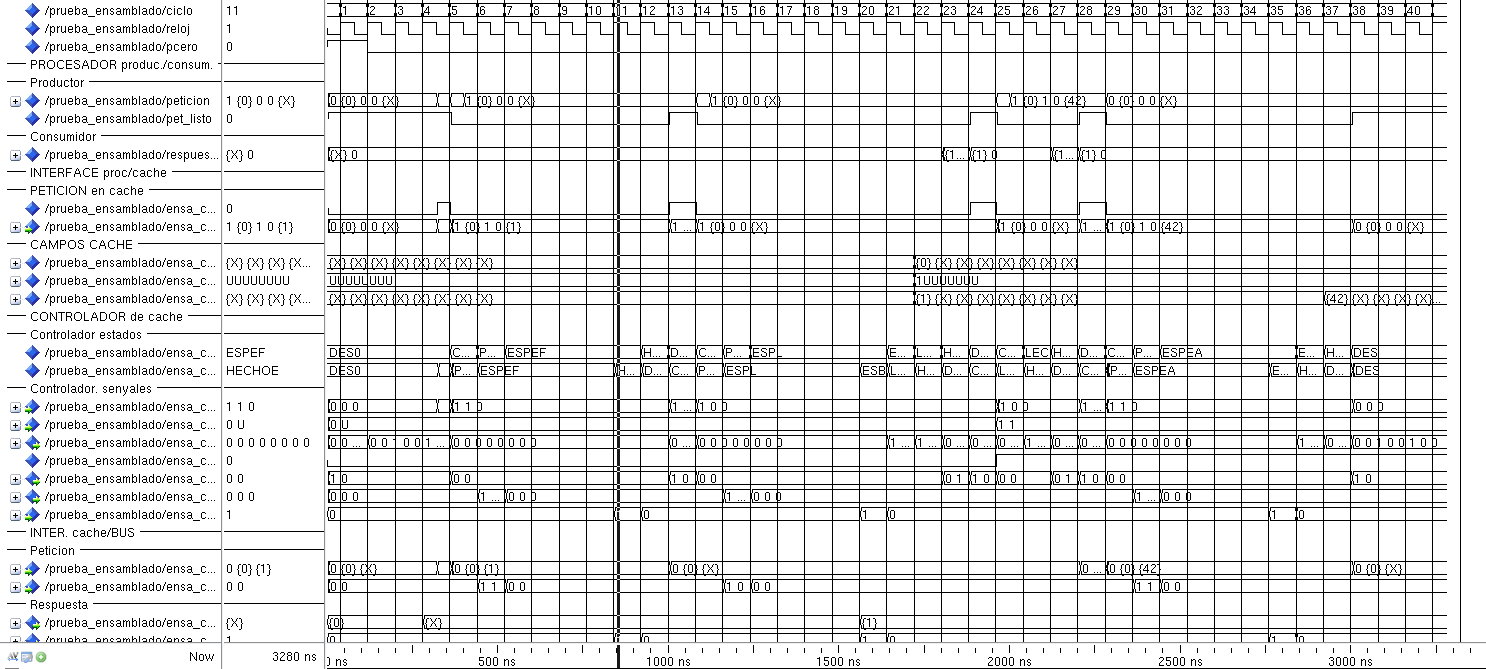 /prueba_ensamblado/ciclo 11 1 2 3 4 5 6 7 8 9 10 11 12 13 14 15 16 17 18 19 20 21 22 23 24 25 26 27 28 29 30 31 32 33 34 35 36 37 38 39 40
/prueba_ensamblado/reloj 1
/prueba_ensamblado/pcero 0
PROCESADOR produc./consum.
Productor
/prueba_ensamblado/peticion 1 {0} 0 0 {X} 0 {0} 0 0 {X} 1 {0} 0 0 {X} 1 {0} 0 0 {X} 1 {0} 1 0 {42} 0 {0} 0 0 {X}
/prueba_ensamblado/pet_listo 0
Consumidor
/prueba_ensamblado/respues... {X} 0 {X} 0 {1... {1} 0 {1... {1} 0
INTERFACE proc/cache
PETICION en cache
/prueba_ensamblado/ensa_c... 0
/prueba_ensamblado/ensa_c... 1 {0} 1 0 {1} 0 {0} 0 0 {X} 1 {0} 1 0 {1} 1 ... 1 {0} 0 0 {X} 1 {0} 0 0 {X} 1 ... 1 {0} 1 0 {42} 0 {0} 0 0 {X}
CAMPOS CACHE
/prueba_ensamblado/ensa_c... {X} {X} {X} {X... {X} {X} {X} {X} {X} {X} {X} {X} {0} {X} {X} {X} {X} {X} {X} {X}
/prueba_ensamblado/ensa_c... UUUUUUUU UUUUUUUU 1UUUUUUU
/prueba_ensamblado/ensa_c... {X} {X} {X} {X... {X} {X} {X} {X} {X} {X} {X} {X} {1} {X} {X} {X} {X} {X} {X} {X} {42} {X} {X} {X} {X}...
CONTROLADOR de cache
Controlador estados
/prueba_ensamblado/ensa_c... ESPEF DES0 C... P... ESPEF H... D... C... P... ESPL E... L... H... D... C... LEC H... D... C... P... ESPEA E... H... DES
/prueba_ensamblado/ensa_c... HECHOE DES0 P... ESPEF H... D... C... P... ESPL ESB L... H... D... C... L... H... D... C... P... ESPEA E... H... D... DES
Controlador. senyales
/prueba_ensamblado/ensa_c... 1 1 0 0 0 0 1 1 0 1 ... 1 0 0 1 0 0 1 ... 1 1 0 0 0 0
/prueba_ensamblado/ensa_c... 0 U 0 U 1 1
/prueba_ensamblado/ensa_c... 0 0 0 0 0 0 0 0 0 0 ... 0 0 1 0 0 1 ... 0 0 0 0 0 0 0 0 0 ... 0 0 0 0 0 0 0 0 1 ... 1 ... 0 ... 0 ... 0 ... 1 ... 0 ... 0 ... 0 0 0 0 0 0 0 0 1 ... 0 ... 0 0 1 0 0 1 0 0
/prueba_ensamblado/ensa_c... 0
/prueba_ensamblado/ensa_c... 0 0 1 0 0 0 1 0 0 0 0 1 1 0 0 0 0 1 1 0 0 0 1 0
/prueba_ensamblado/ensa_c... 0 0 0 0 0 0 1 ... 0 0 0 1 ... 0 0 0 1 ... 0 0 0
/prueba_ensamblado/ensa_c... 1 0 1 0 1 0 1 0
INTER. cache/BUS
Peticion
/prueba_ensamblado/ensa_c... 0 {0} {1} 0 {0} {X} 0 {0} {1} 0 {0} {X} 0 ... 0 {0} {42} 0 {0} {X}
/prueba_ensamblado/ensa_c... 0 0 0 0 1 1 0 0 1 0 0 0 1 1 0 0
Respuesta
/prueba_ensamblado/ensa_c... {X} {0} {X} {1}
/prueba_ensamblado/ensa_c... 1 0 1 0 1 0
Now 3280 ns 500 ns 1000 ns 1500 ns 2000 ns 2500 ns 3000 ns